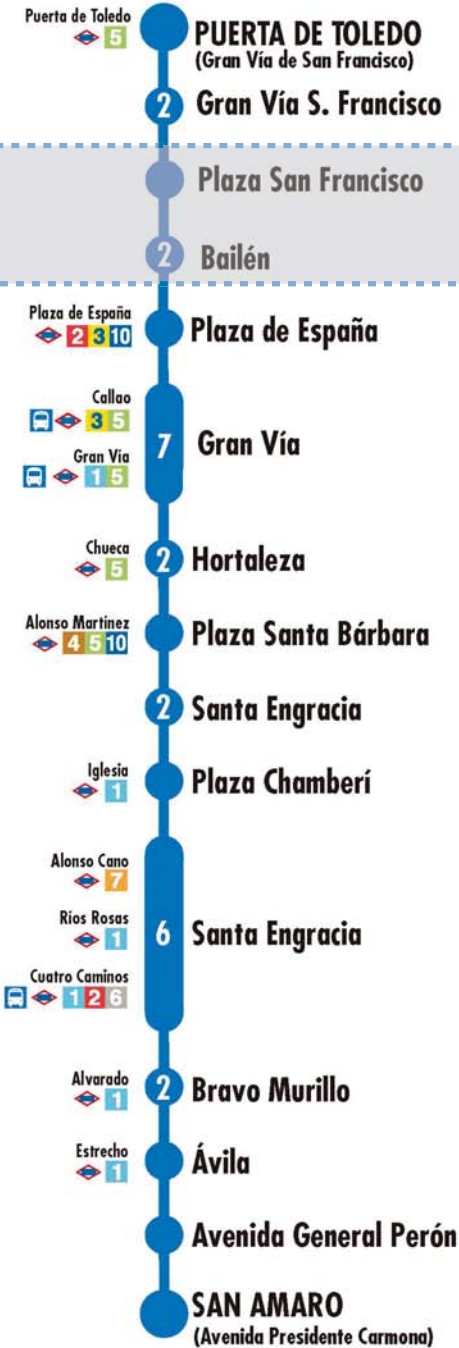 Puerta de Toledo
5
PUERTA DE TOLEDO
(Gran Vía de San Francisco)
2 Gran Vía S. Francisco
Plaza San Francisco
2 Bailén
Plaza de España
2 3 10
Plaza de España
Callao
3 5
7 Gran Vía
Gran Vía
1 5
Chueca
5
2 Hortaleza
Alonso Martínez
4 5 10
Plaza Santa Bárbara
2 Santa Engracia
Iglesia
1
Plaza Chamberí
Alonso Cano
7
Ríos Rosas
1
6 Santa Engracia
Cuatro Caminos
1 2 6
Alvarado
1
2 Bravo Murillo
Estrecho
1
Ávila
Avenida General Perón
SAN AMARO
(Avenida Presidente Carmona)